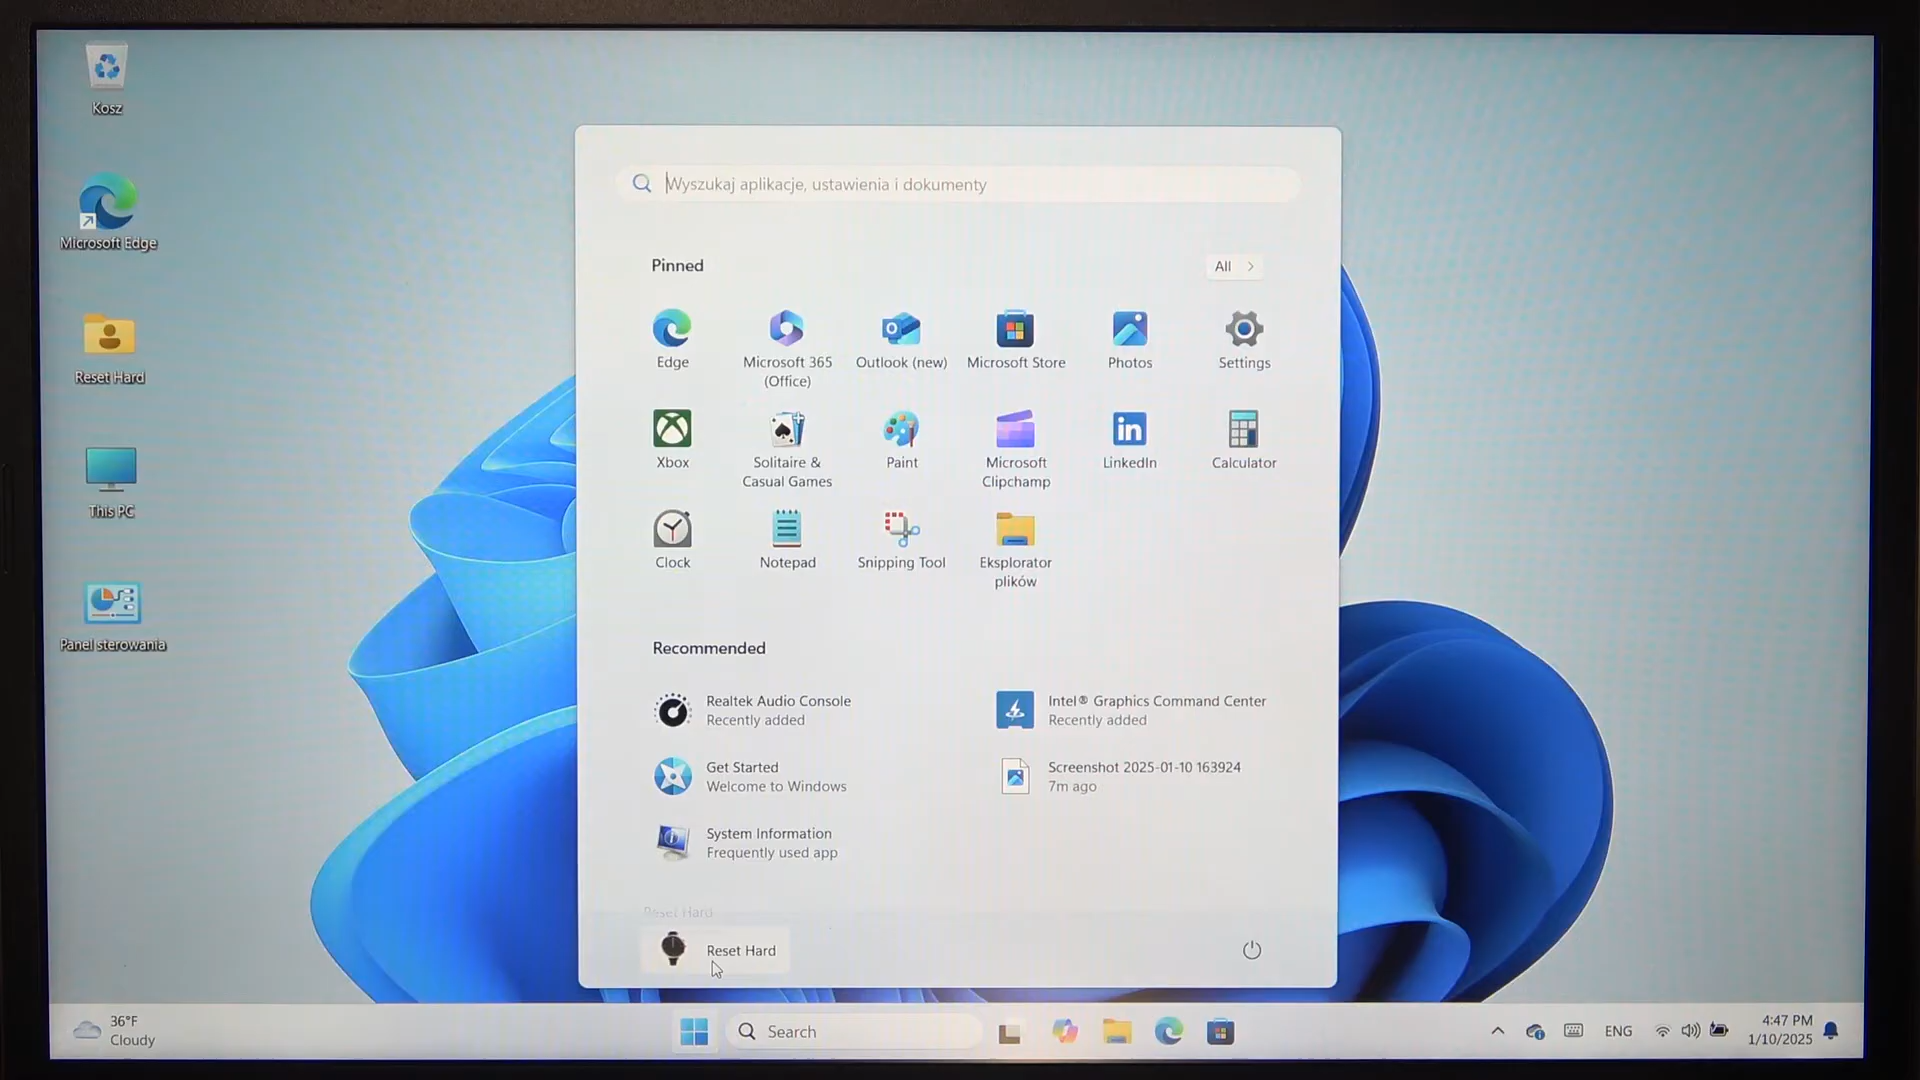 Kosz
Microsoft Edge
Reset Hard
This PC
Panel sterowania
Wyszukaj aplikacje, ustawienia i dokumenty
Pinned
All
Edge
Microsoft 365
(Office)
Outlook (new)
Microsoft Store
Photos
Settings
Xbox
Solitaire &
Casual Games
Paint
Microsoft
Clipchamp
LinkedIn
Calculator
Clock
Notepad
Snipping Tool
Eksplorator
plików
Recommended
Realtek Audio Console
Recently added
Intel® Graphics Command Center
Recently added
Get Started
Welcome to Windows
Screenshot 2025-01-10 163924
7m ago
System Information
Frequently used app
Reset Hard
Reset Hard
36°F
Cloudy
Search
ENG
4:47 PM
1/10/2025